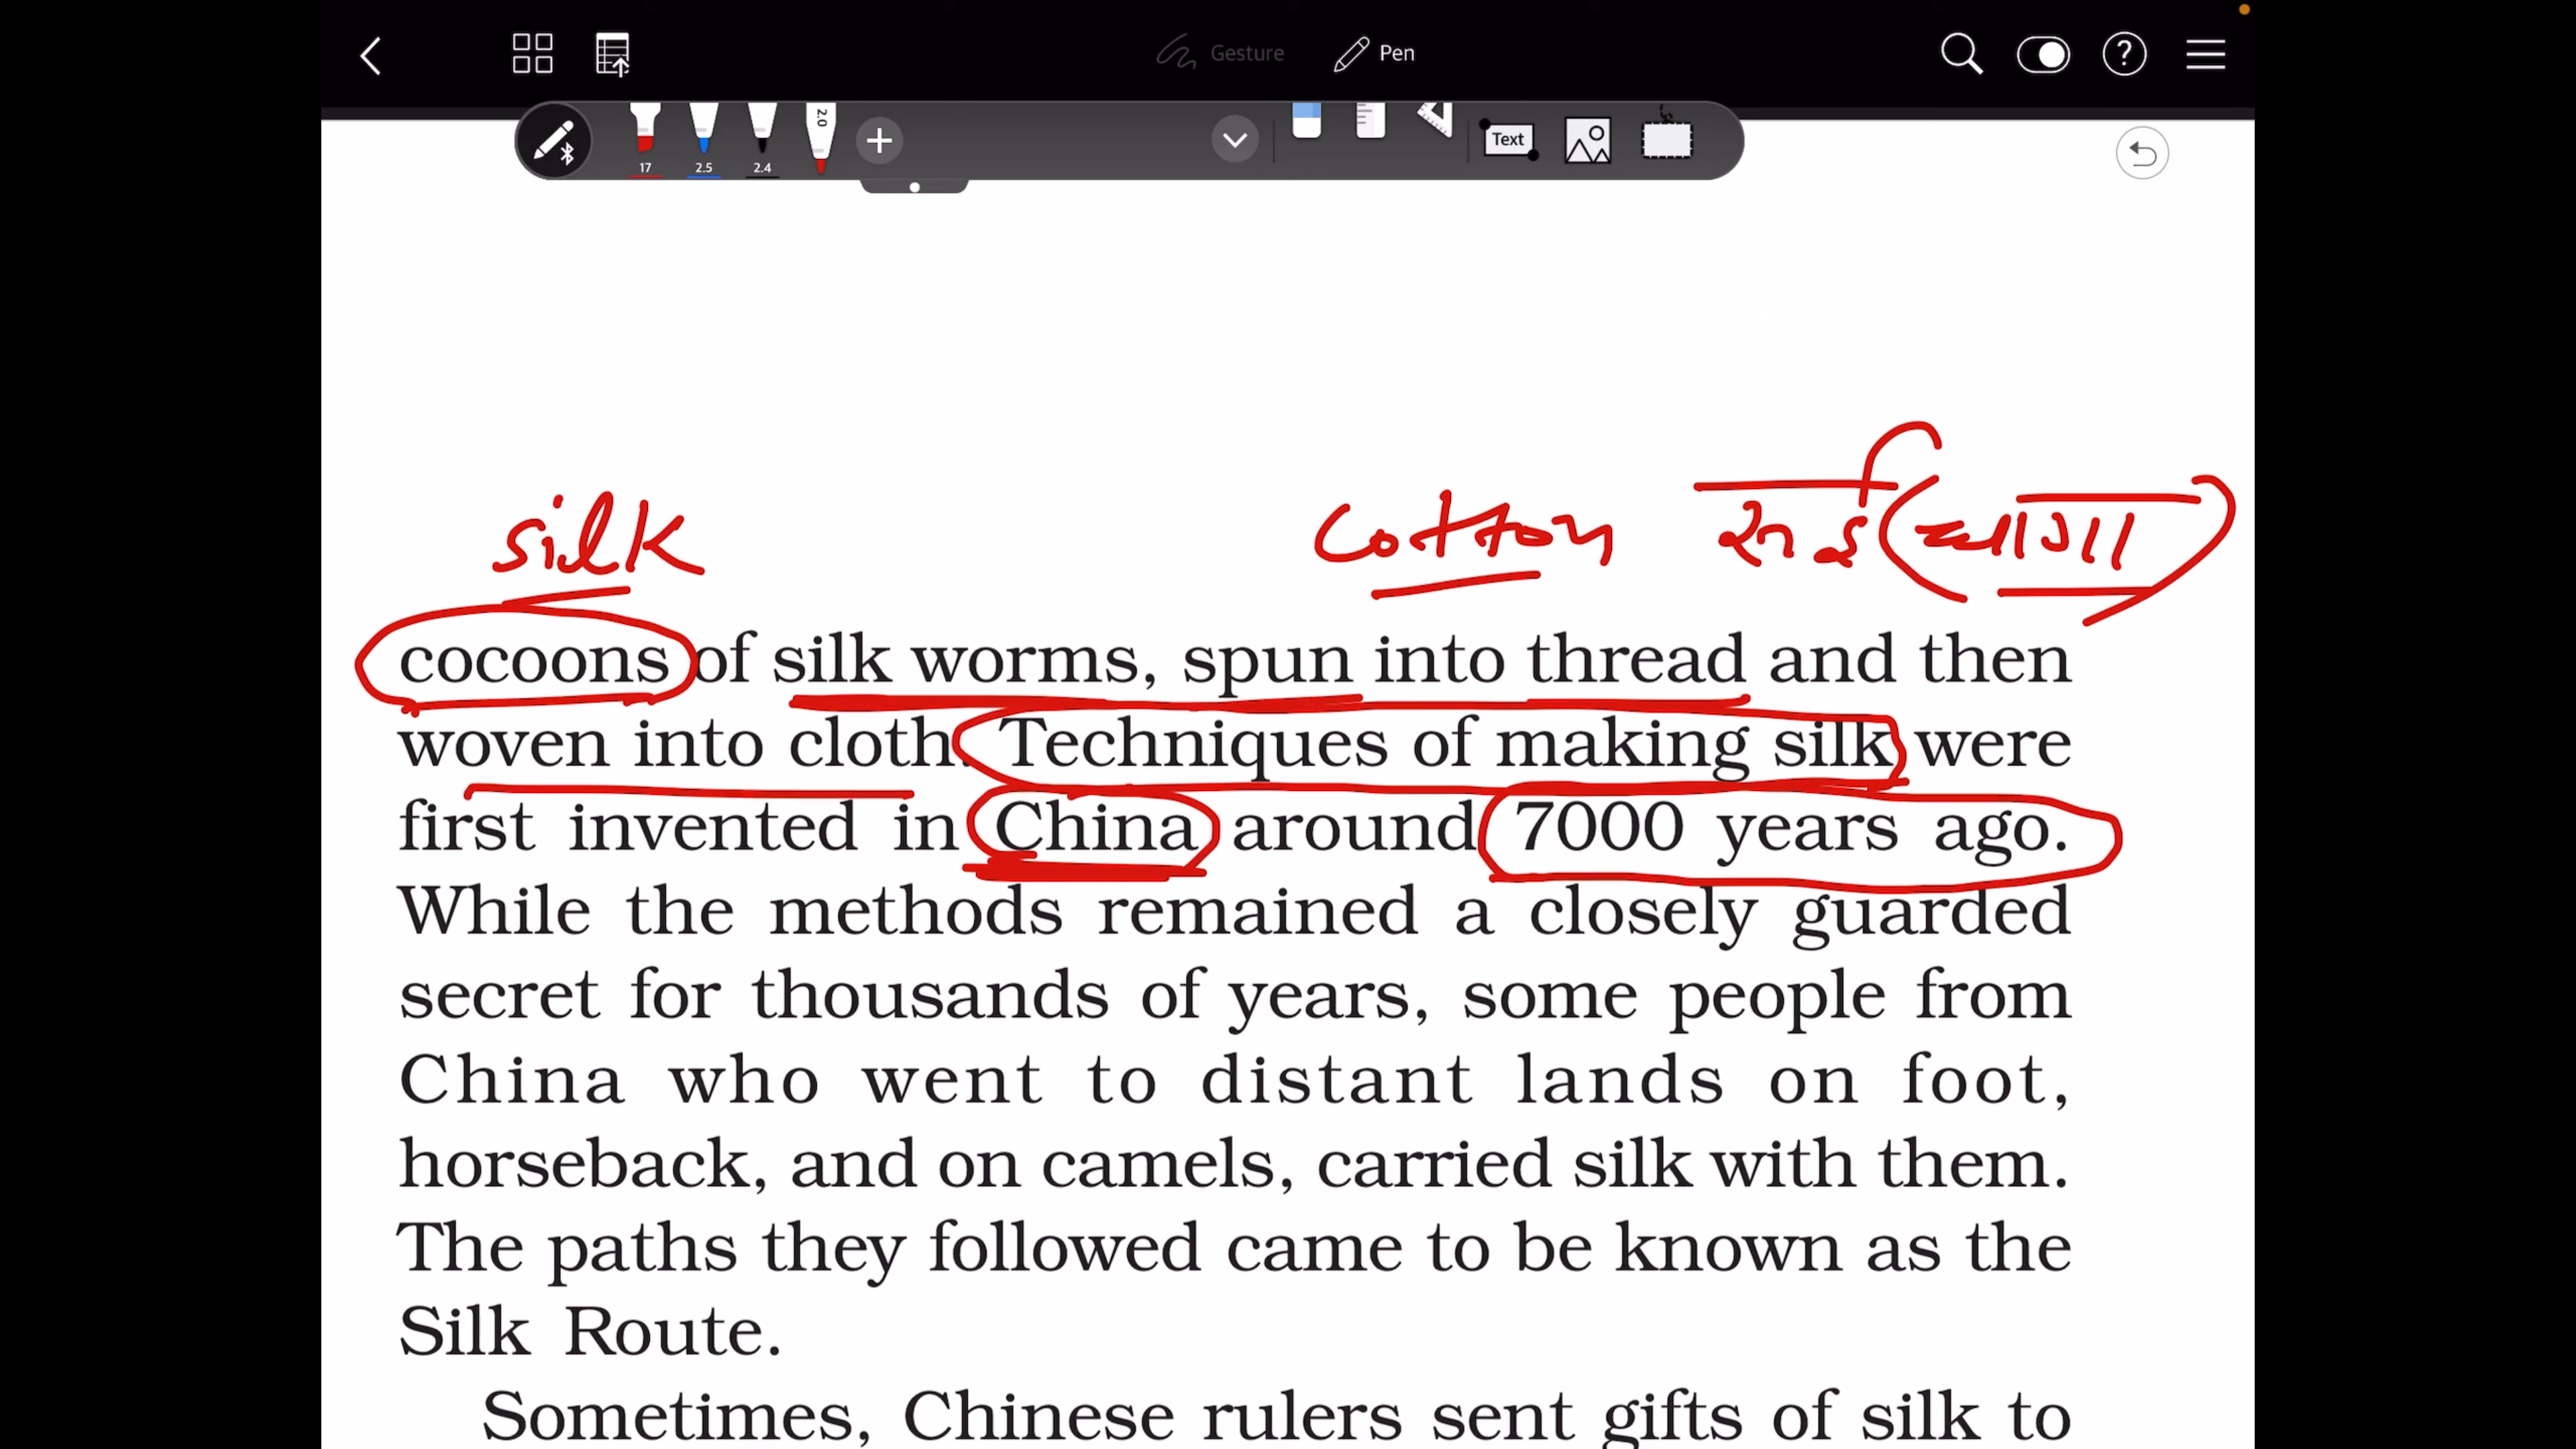 Gesture Pen
17 2.5 2.4 2.0 Text
silk cotton
cocoons of silk worms, spun into thread and then
woven into cloth. Techniques of making silk were
first invented in China around 7000 years ago.
While the methods remained a closely guarded
secret for thousands of years, some people from
China who went to distant lands on foot,
horseback, and on camels, carried silk with them.
The paths they followed came to be known as the
Silk Route.
Sometimes, Chinese rulers sent gifts of silk to